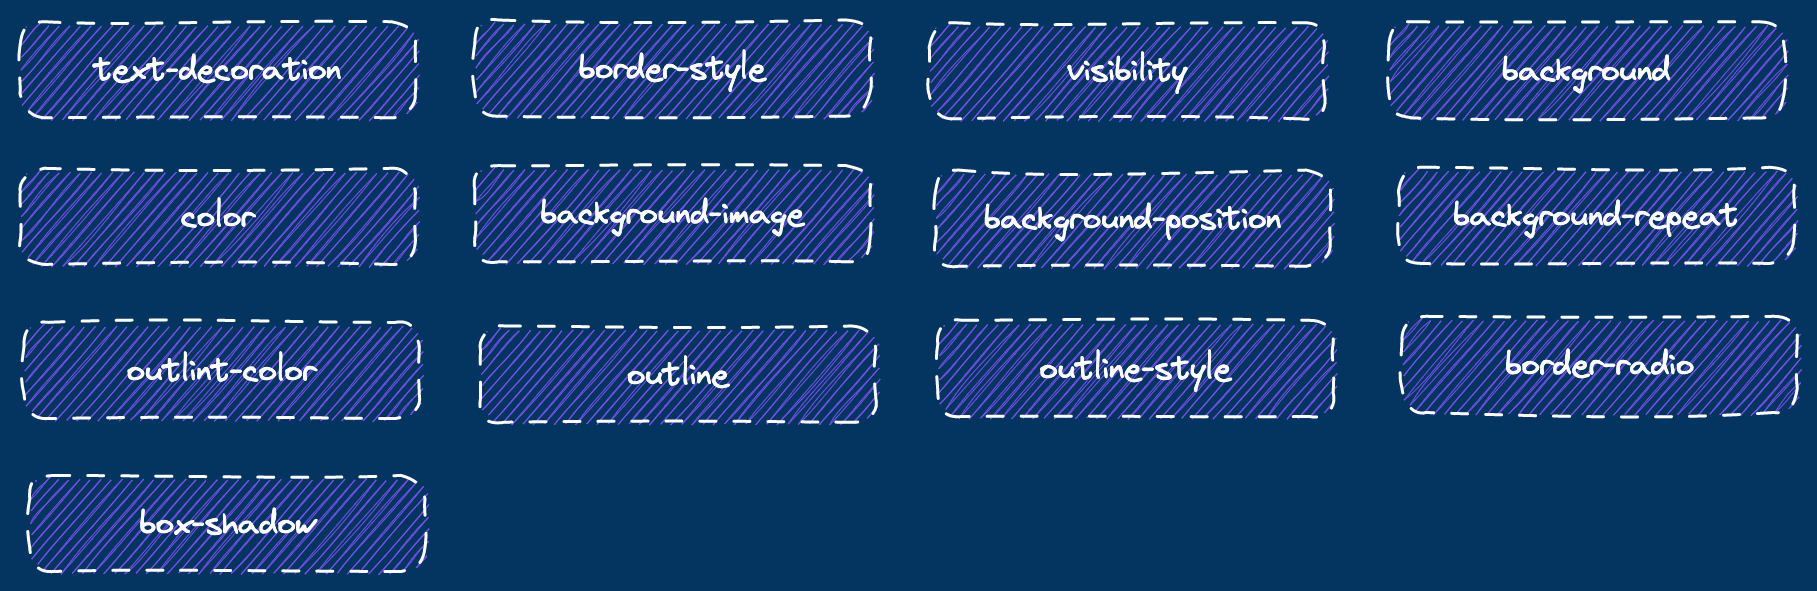 text-decoration
border-style
visibility
background
color
background-image
background-position
background-repeat
outlint-color
outline
outline-style
border-radio
box-shadow